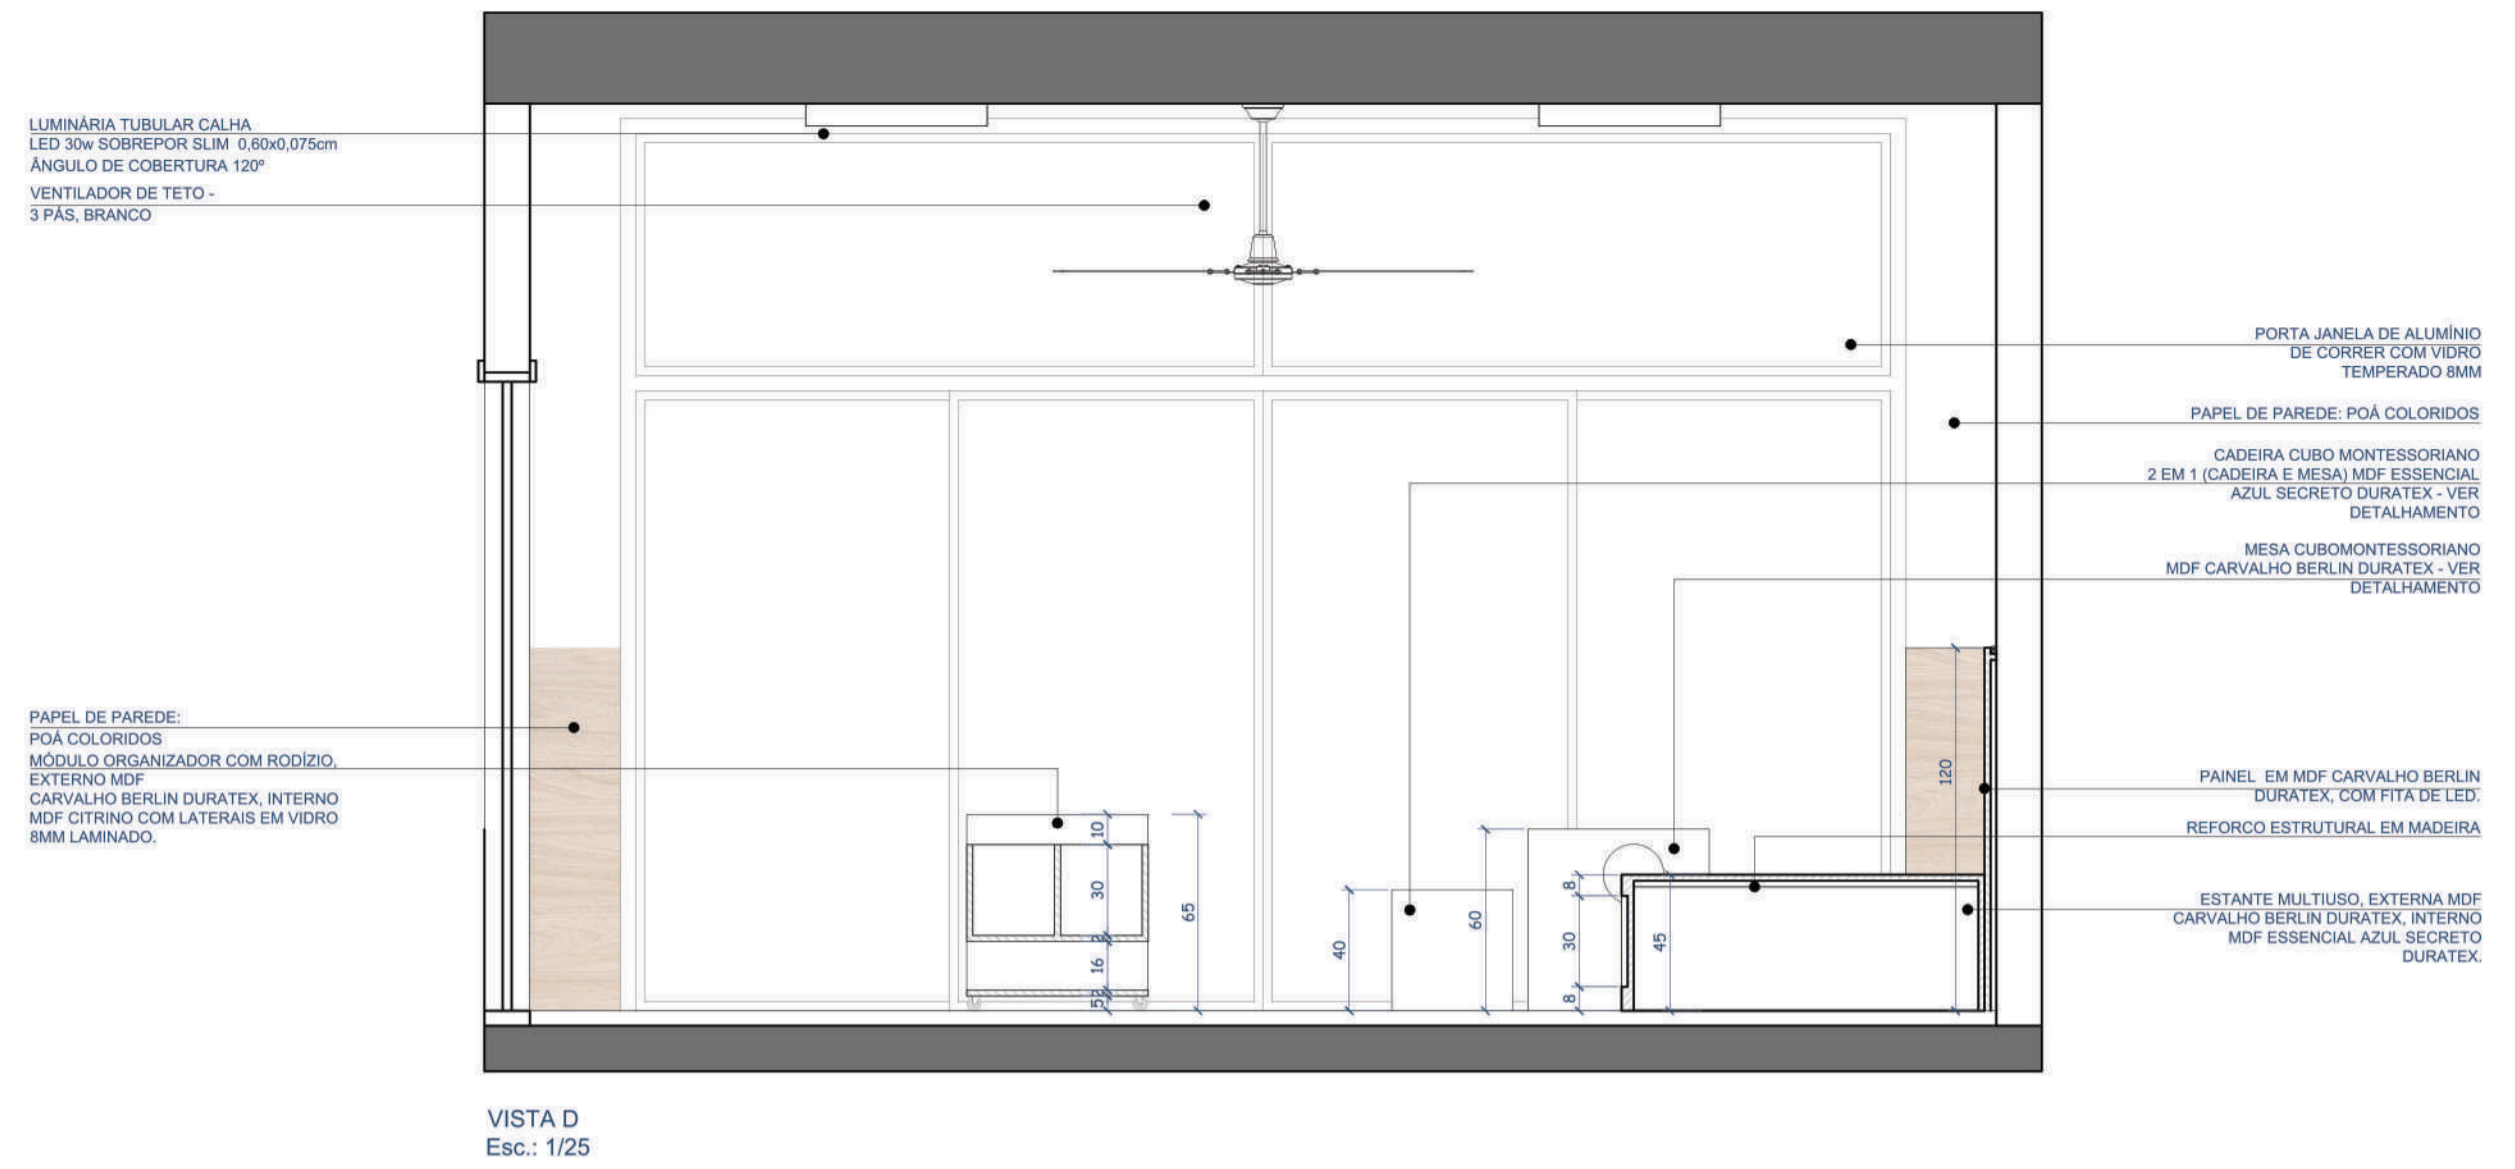 LUMINÁRIA TUBULAR CALHA
LED 30w SOBREPOR SLIM 0,60x0,075cm
ÂNGULO DE COBERTURA 120º
VENTILADOR DE TETO -
3 PÁS, BRANCO
PORTA JANELA DE ALUMÍNIO
DE CORRER COM VIDRO
TEMPERADO 8MM
PAPEL DE PAREDE: POÁ COLORIDOS
CADEIRA CUBO MONTESSORIANO
2 EM 1 (CADEIRA E MESA) MDF ESSENCIAL
AZUL SECRETO DURATEX - VER
DETALHAMENTO
MESA CUBOMONTESSORIANO
MDF CARVALHO BERLIN DURATEX - VER
DETALHAMENTO
PAPEL DE PAREDE:
POÁ COLORIDOS
MÓDULO ORGANIZADOR COM RODÍZIO,
EXTERNO MDF
CARVALHO BERLIN DURATEX, INTERNO
MDF CITRINO COM LATERAIS EM VIDRO
8MM LAMINADO.
10
30
2
16
2
5
65
40
60
8
30
8
45
120
PAINEL EM MDF CARVALHO BERLIN
DURATEX, COM FITA DE LED.
REFORCO ESTRUTURAL EM MADEIRA
ESTANTE MULTIUSO, EXTERNA MDF
CARVALHO BERLIN DURATEX, INTERNO
MDF ESSENCIAL AZUL SECRETO
DURATEX.
VISTA D
Esc.: 1/25